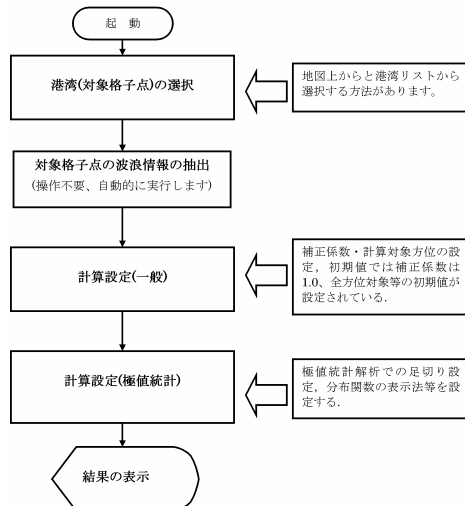 起 動
港湾(対象格子点)の選択
地図上からと港湾リストから
選択する方法があります。
対象格子点の波浪情報の抽出
(操作不要、自動的に実行します)
計算設定(一般)
補正係数・計算対象方位の設
定，初期値では補正係数は
1.0、全方位対象等の初期値が
設定されている.
計算設定(極値統計)
極値統計解析での足切り設
定，分布関数の表示法等を設
定する.
結果の表示